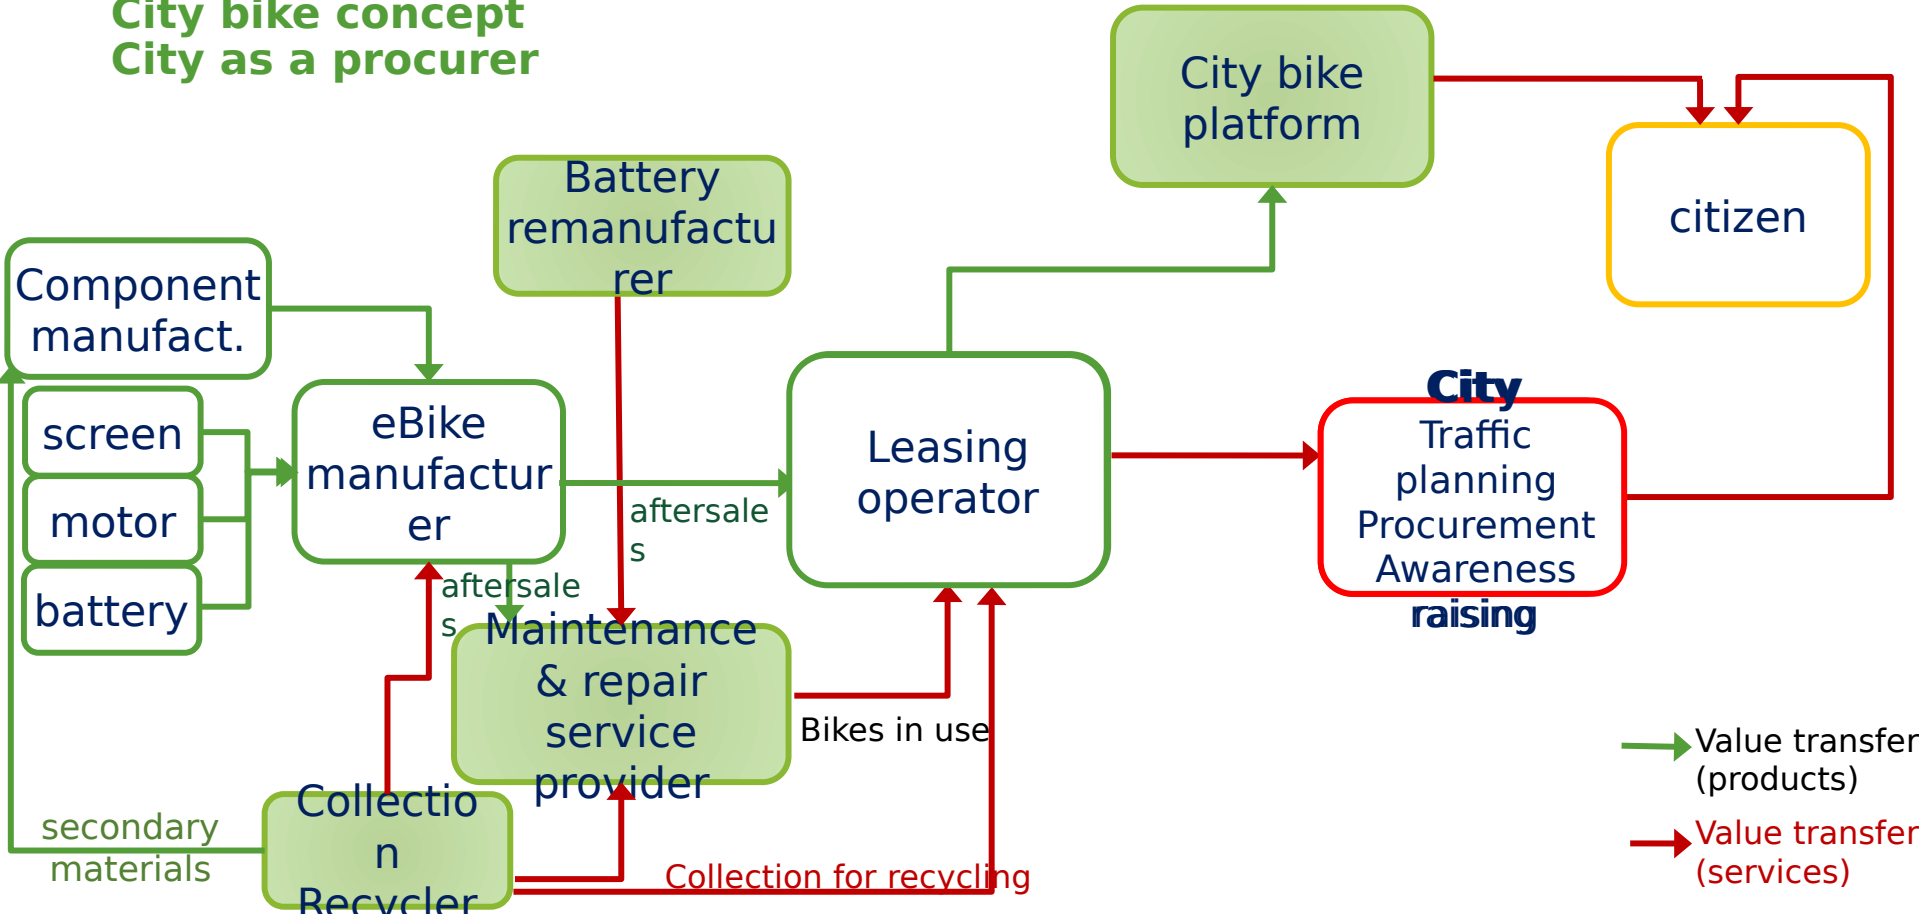 City bike concept
City as a procurer
City bike
platform
citizen
Battery
remanufactu
rer
Component
manufact.
screen
motor
battery
eBike
manufactur
er
aftersale
s
aftersale
s
Leasing
operator
City
Traffic
planning
Procurement
Awareness
raising
Maintenance
& repair
service
provider
Bikes in use
Collectio
n
Recycler
secondary
materials
Collection for recycling
Value transfer
(products)
Value transfer
(services)